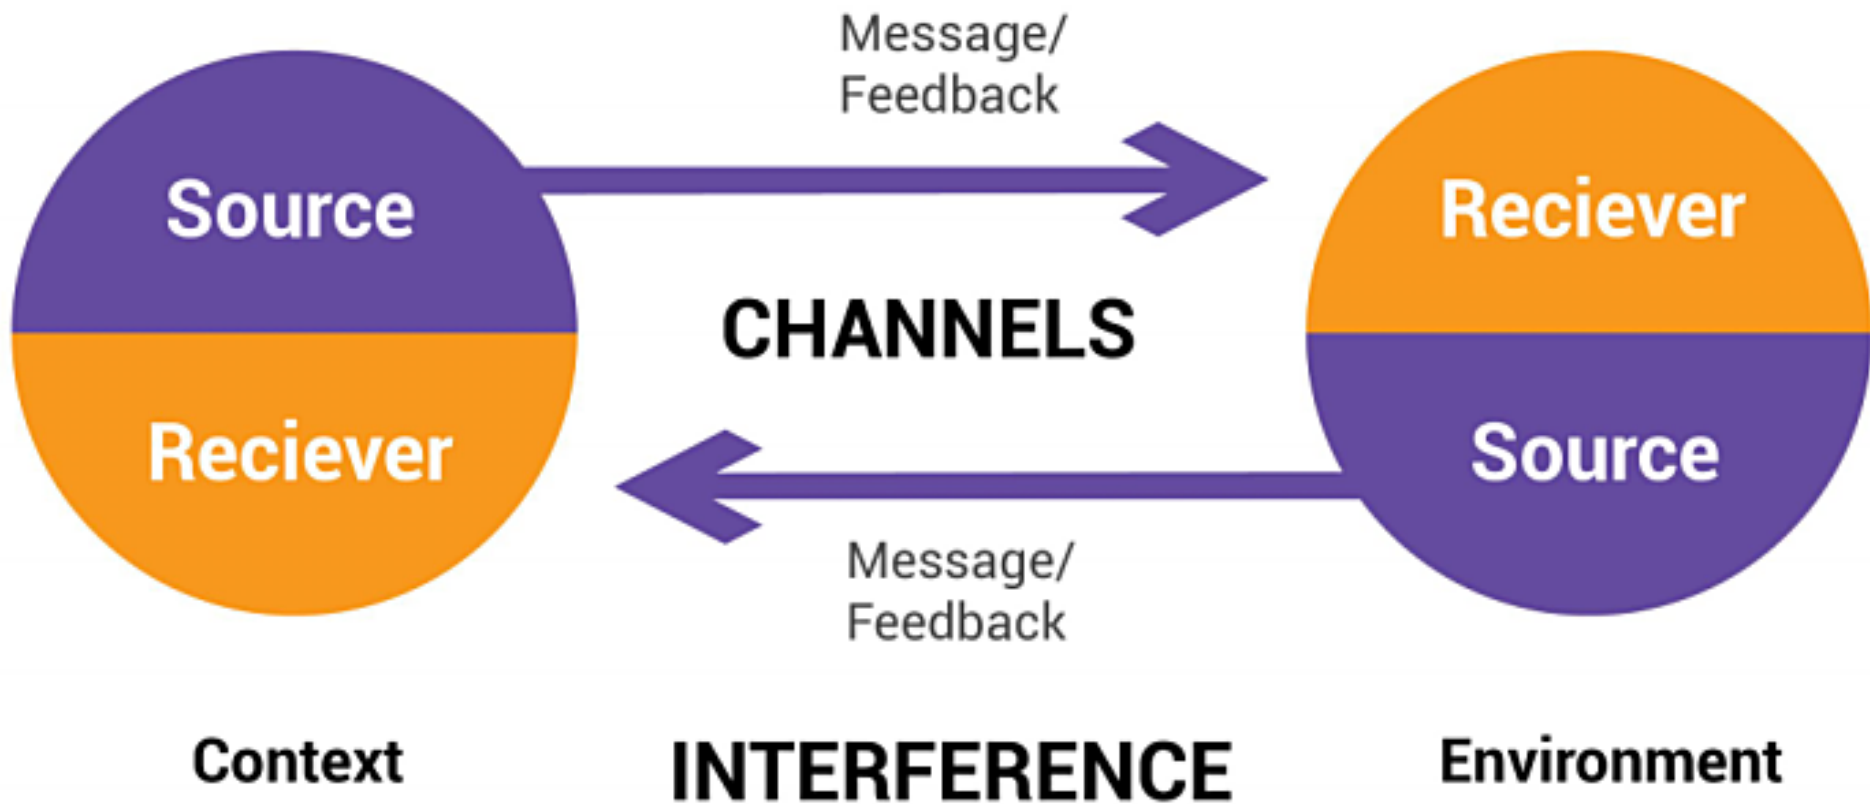 Message/
Feedback
Source
Reciever
CHANNELS
Reciever
Source
Message/
Feedback
Context
INTERFERENCE
Environment